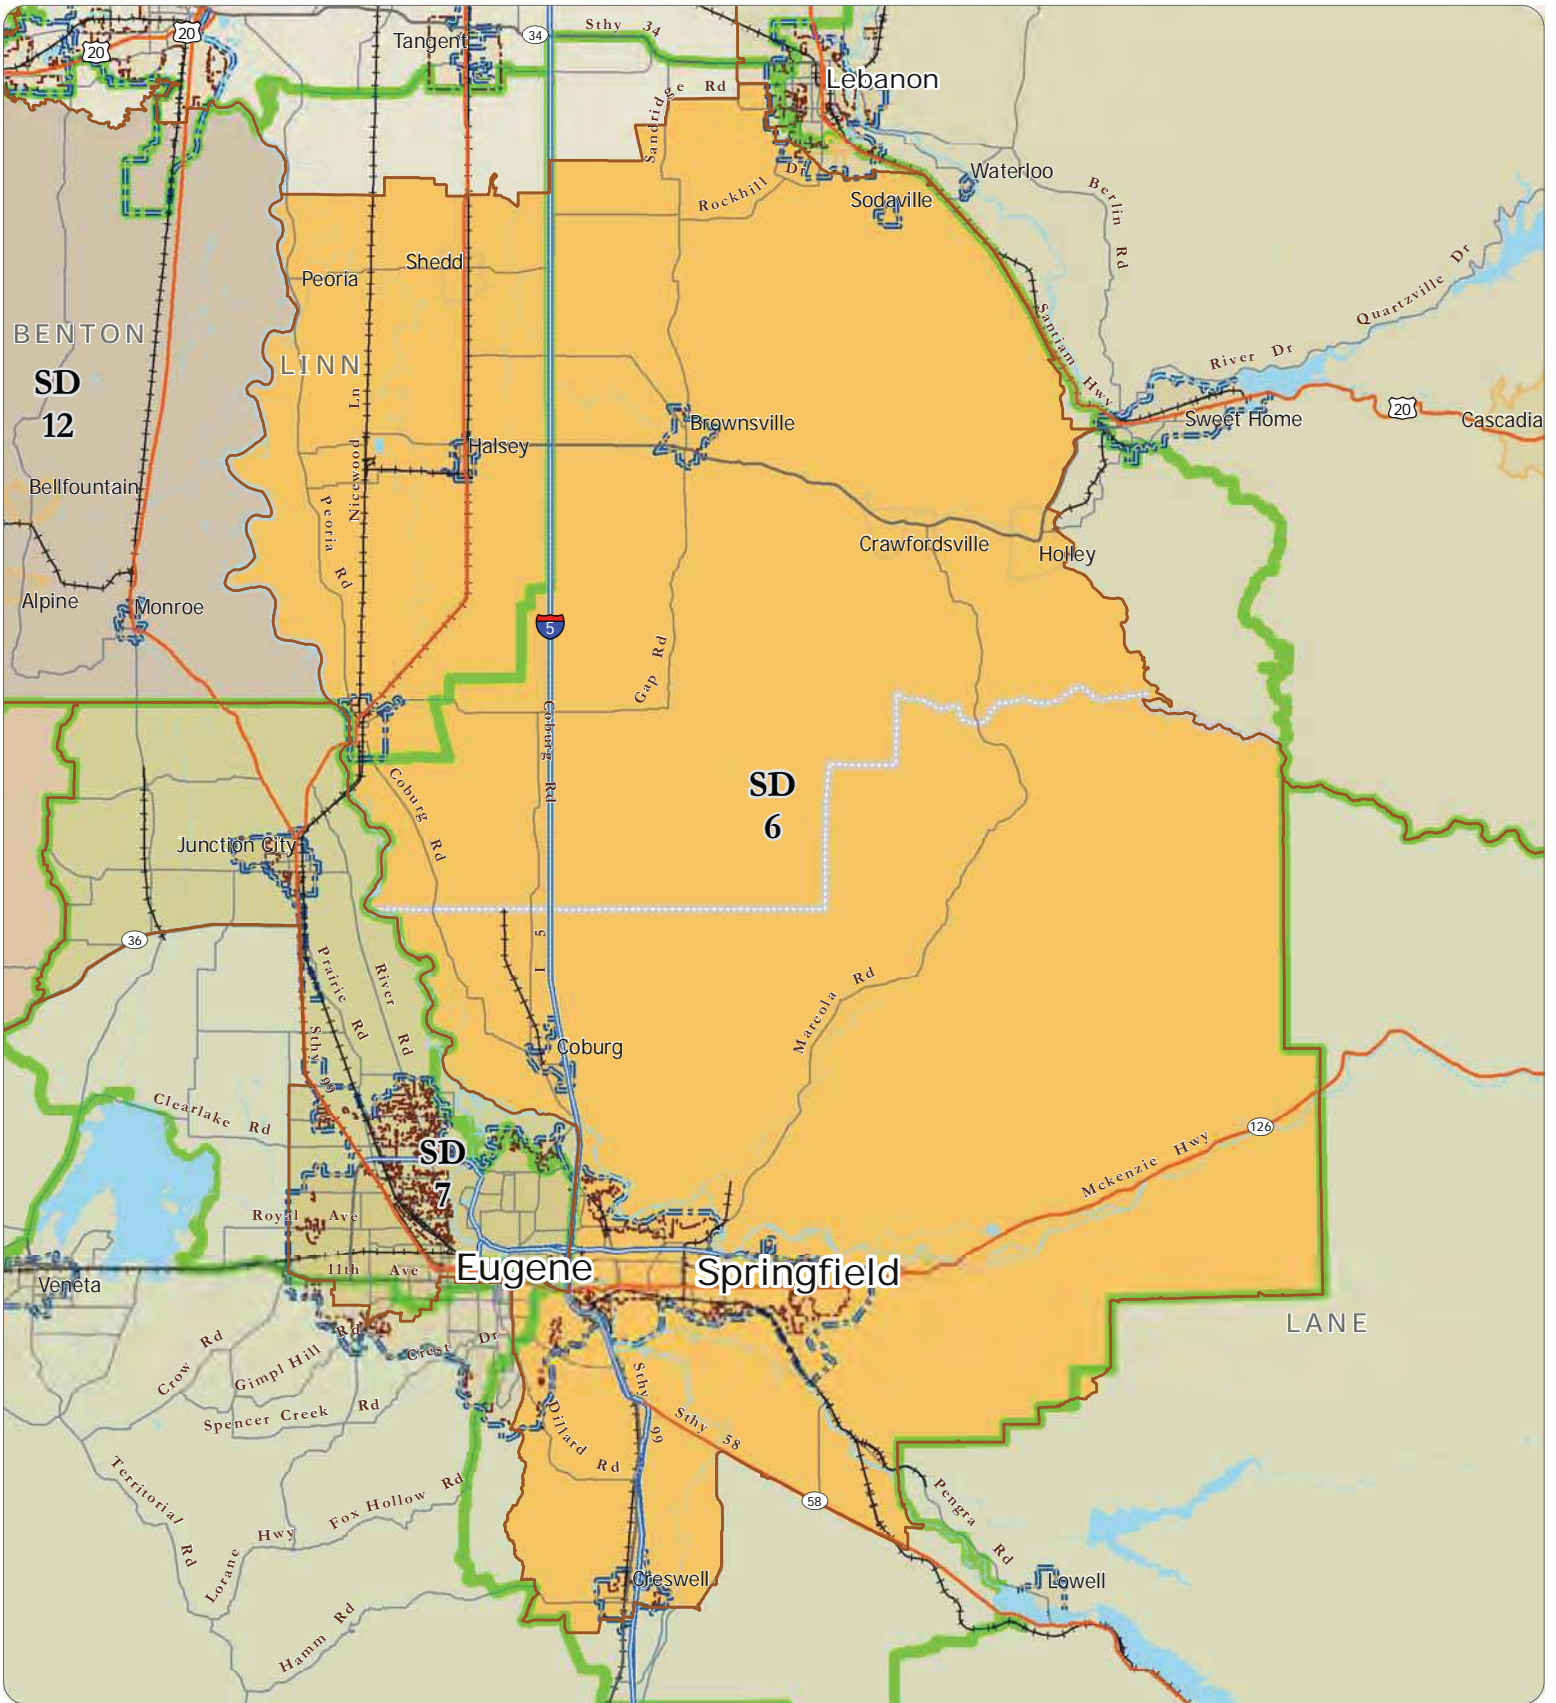 Sthy 34
34
20
20
Tangent
Lebanon
Sandridge Rd
Waterloo
Rockhill Dr
Sodaville
Berlin Rd
Quartzville Dr
Shedd
Peoria
BENTON
LINN
SD
12
Santiam Hwy
River Dr
20
Sweet Home
Cascadia
Nicewood Ln
Halsey
Brownsville
Bellfountain
Peoria Rd
Crawfordsville
Holley
Alpine
Monroe
5
Gap Rd
Coburg Rd
Coburg Rd
SD
6
Junction City
36
I 5
Prairie Rd
River Rd
Marcola Rd
Sthy 99
Coburg
Clearlake Rd
126
Mckenzie Hwy
SD
7
Royal Ave
11th Ave
Eugene
Springfield
Veneta
LANE
Crow Rd
Gimpl Hill Rd
Crest Dr
Spencer Creek Rd
Sthy 99
Sthy 58
Dillard Rd
Territorial Rd
Fox Hollow Rd
58
Pengra Rd
Lorane Hwy
Creswell
Lowell
Hamm Rd